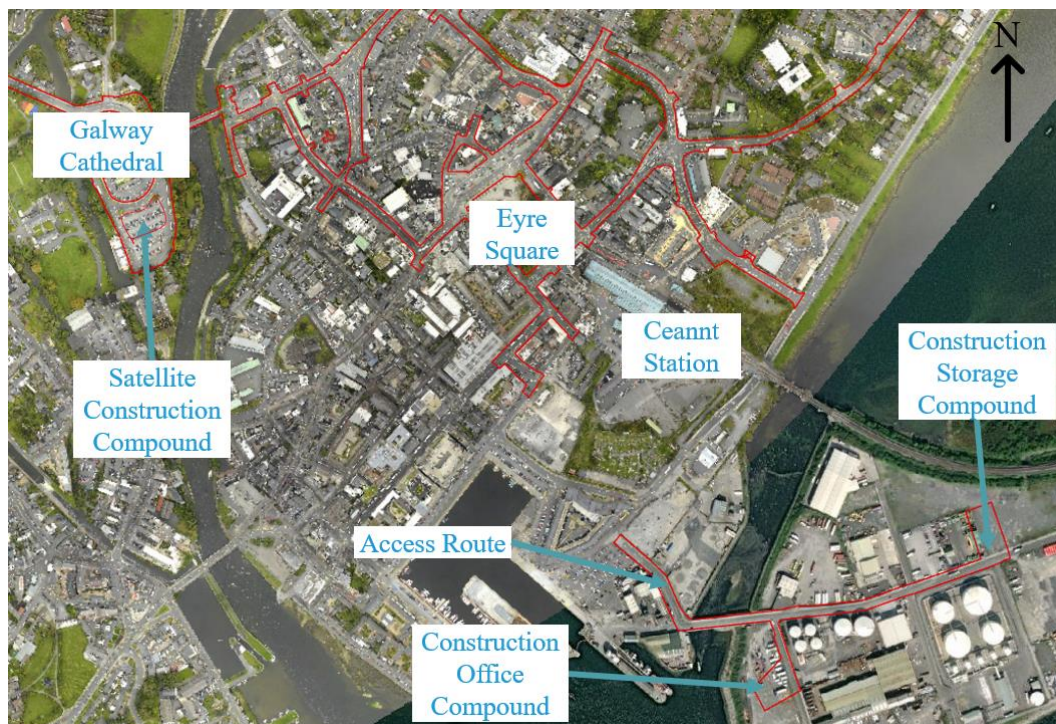 N
Galway
Cathedral
Eyre
Square
Ceannt
Station
Construction
Storage
Compound
Satellite
Construction
Compound
Access Route
Construction
Office
Compound